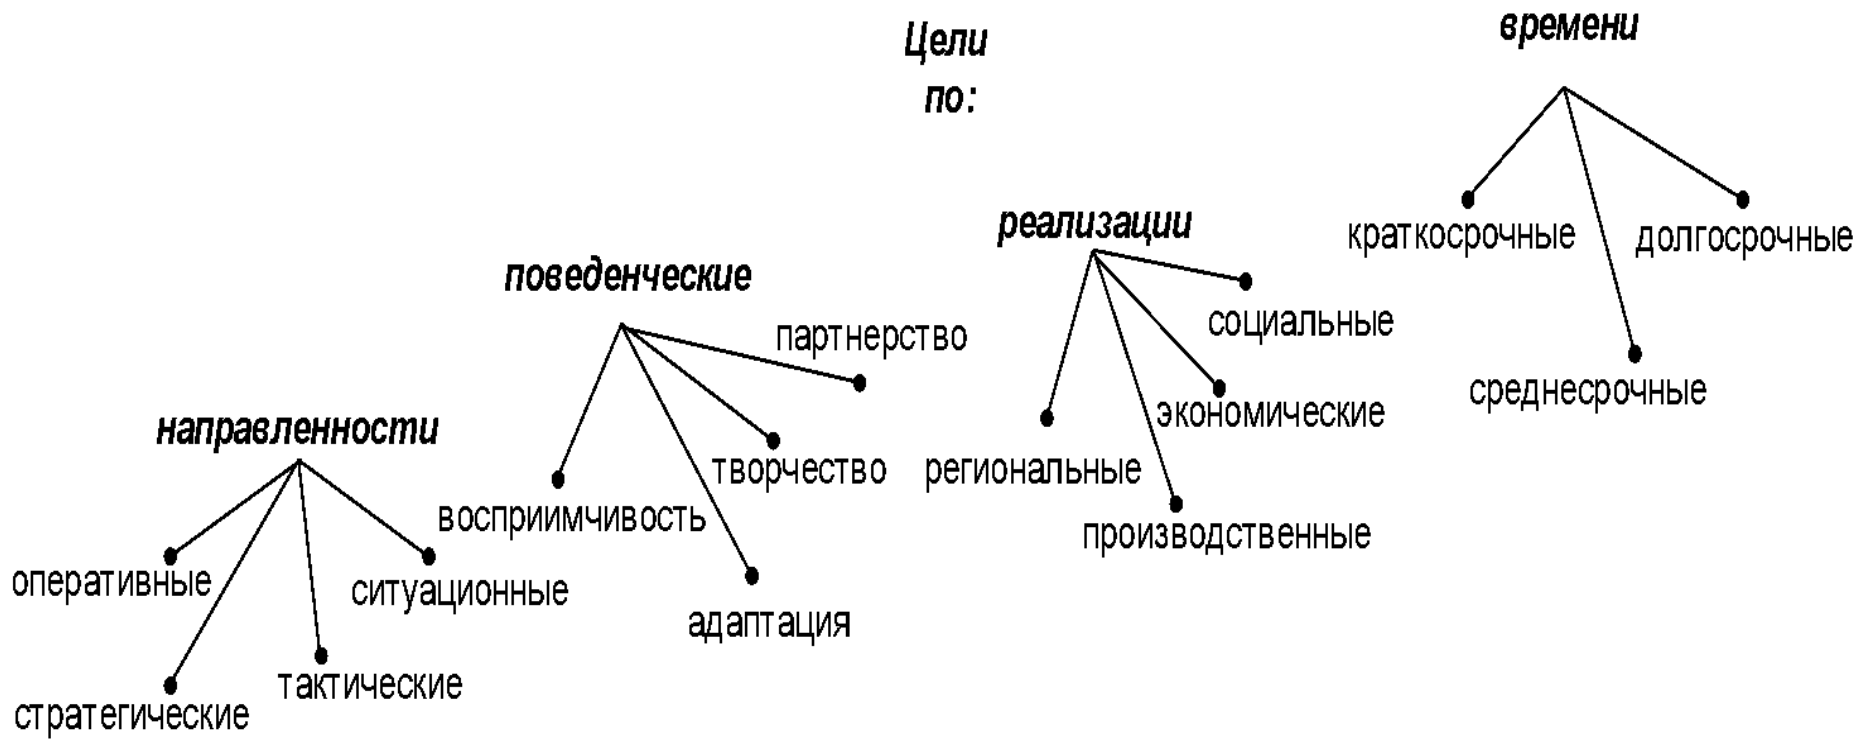 Цели
по:
времени
краткосрочные
долгосрочные
среднесрочные
реализации
социальные
экономические
региональные
производственные
поведенческие
партнерство
творчество
восприимчивость
адаптация
направленности
оперативные
ситуационные
тактические
стратегические